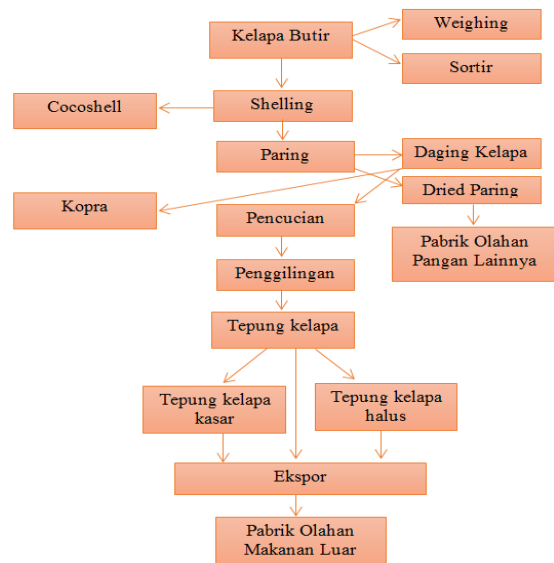 Kelapa Butir
Weighing
Sortir
Cocoshell
Shelling
Paring
Daging Kelapa
Dried Paring
Kopra
Pencucian
Pabrik Olahan
Pangan Lainnya
Penggilingan
Tepung kelapa
Tepung kelapa
kasar
Tepung kelapa
halus
Ekspor
Pabrik Olahan
Makanan Luar